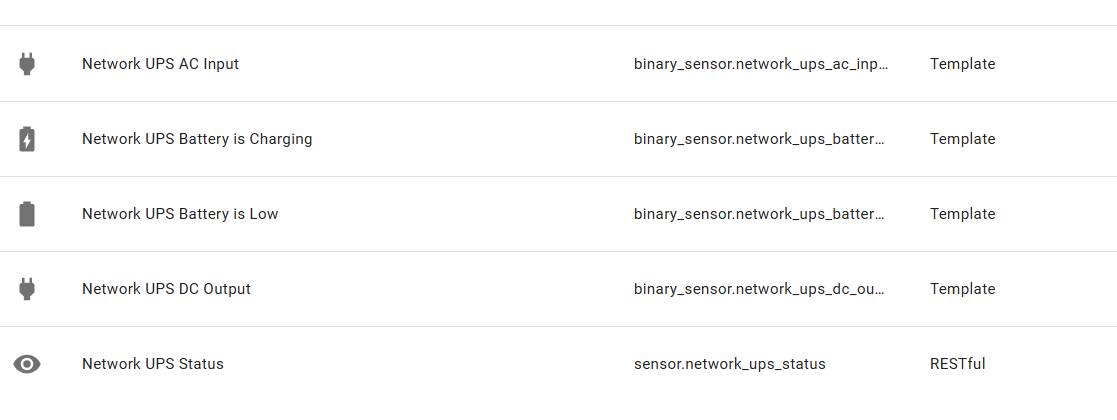 Network UPS AC Input binary_sensor.network_ups_ac_inp… Template
Network UPS Battery is Charging binary_sensor.network_ups_batter… Template
Network UPS Battery is Low binary_sensor.network_ups_batter… Template
Network UPS DC Output binary_sensor.network_ups_dc_ou… Template
Network UPS Status sensor.network_ups_status RESTful